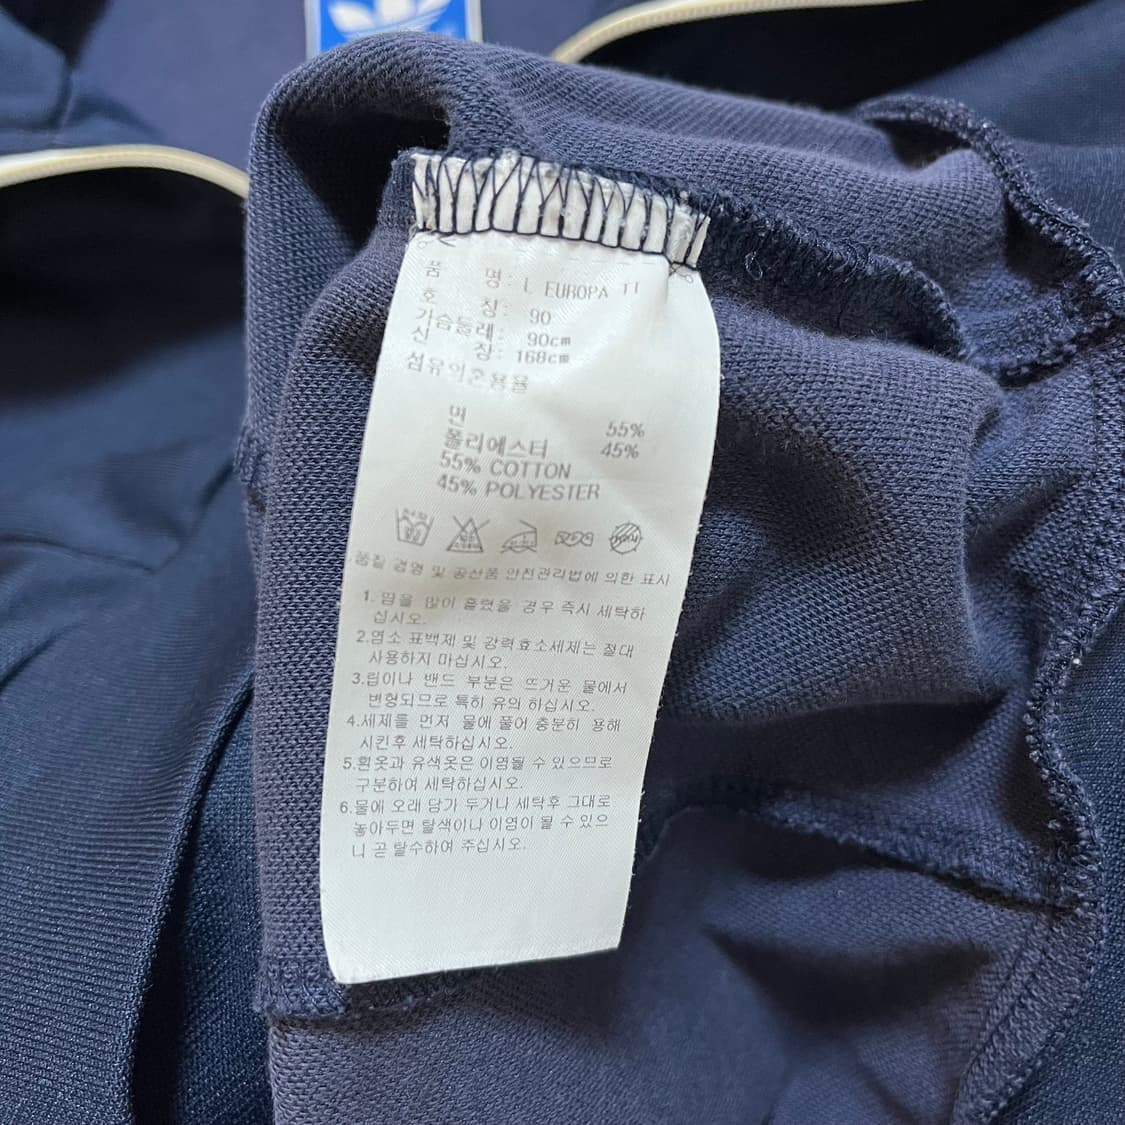 품 명: L EUROPA TT
호 칭: 90
가슴둘레: 90cm
신 장: 168cm
섬유의혼용율
면 55%
폴리에스터 45%
55% COTTON
45% POLYESTER
품질 경영 및 공산품 안전관리법에 의한 표시
1. 땀을 많이 흘렸을 경우 즉시 세탁하
십시오.
2.염소 표백제 및 강력효소세제는 절대
사용하지 마십시오.
3.립이나 밴드 부분은 뜨거운 물에서
변형되므로 특히 유의 하십시오.
4.세제를 먼저 물에 풀어 충분히 용해
시킨후 세탁하십시오.
5.흰옷과 유색옷은 이염될 수 있으므로
구분하여 세탁하십시오.
6.물에 오래 담가 두거나 세탁후 그대로
놓아두면 탈색이나 이염이 될 수 있으
니 곧 탈수하여 주십시오.